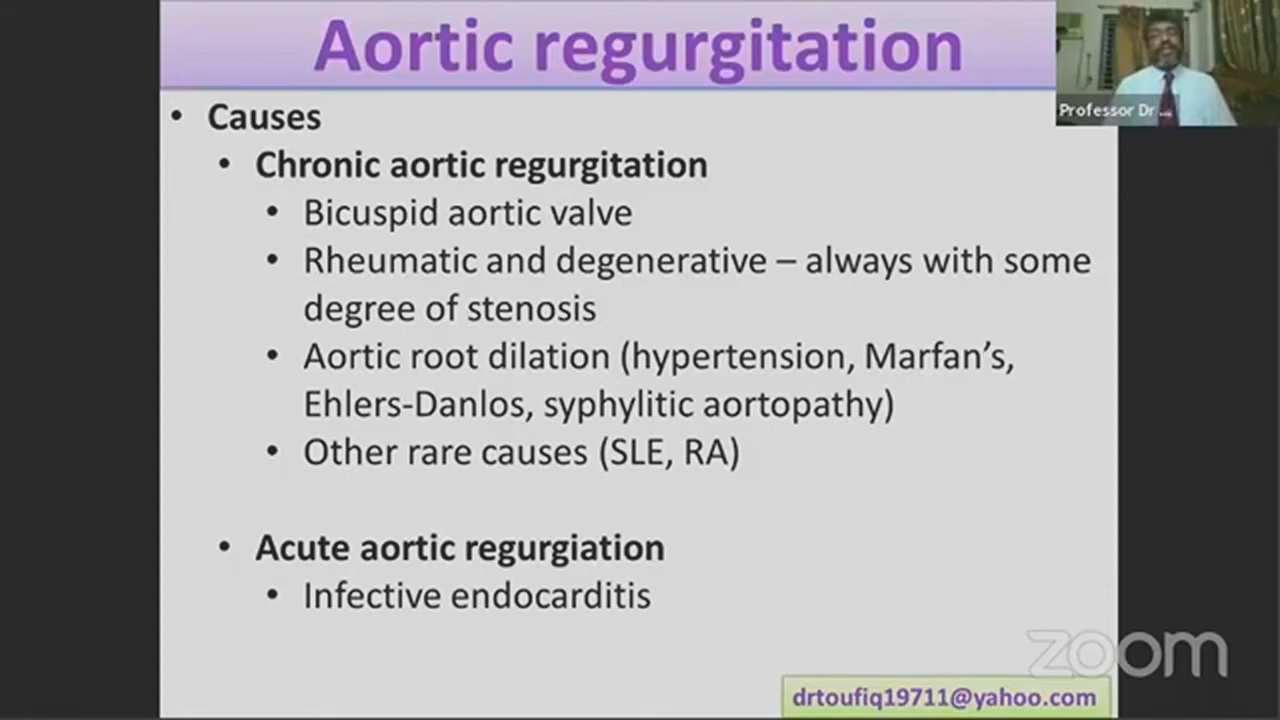 Aortic regurgitation
Professor Dr ...
• Causes
• Chronic aortic regurgitation
• Bicuspid aortic valve
• Rheumatic and degenerative – always with some
degree of stenosis
• Aortic root dilation (hypertension, Marfan’s,
Ehlers-Danlos, syphylitic aortopathy)
• Other rare causes (SLE, RA)
• Acute aortic regurgiation
• Infective endocarditis
zoom
drtoufiq19711@yahoo.com